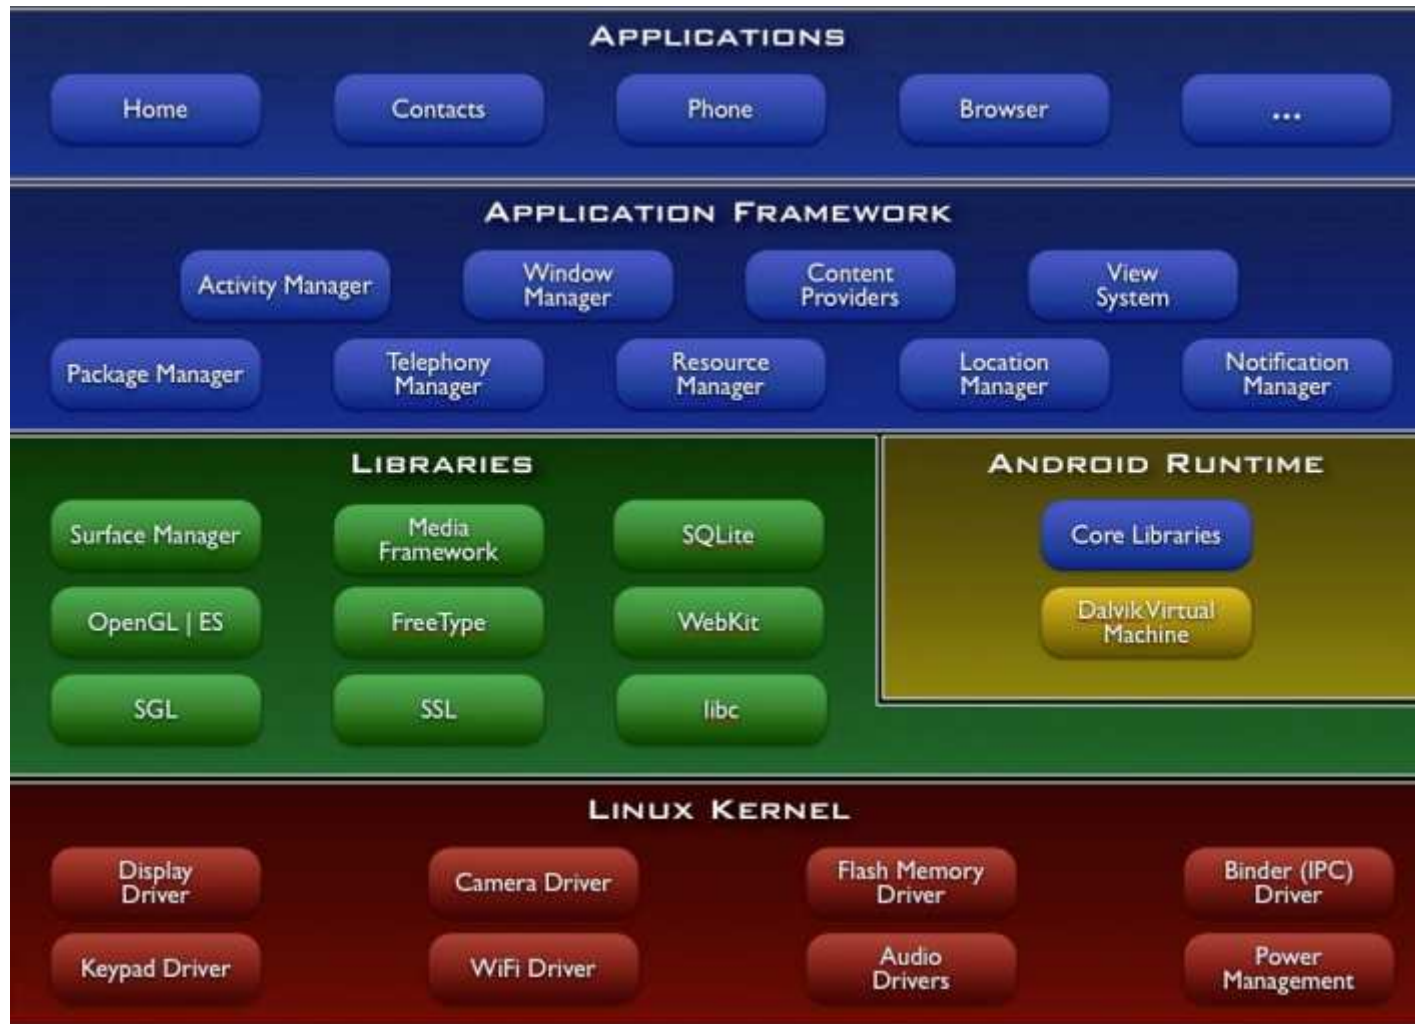 APPLICATIONS
Home
Contacts
Phone
Browser
...
APPLICATION FRAMEWORK
Activity Manager
Window
Manager
Content
Providers
View
System
Package Manager
Telephony
Manager
Resource
Manager
Location
Manager
Notification
Manager
LIBRARIES
Surface Manager
Media
Framework
SQLite
OpenGL | ES
FreeType
WebKit
SGL
SSL
libc
ANDROID RUNTIME
Core Libraries
Dalvik Virtual
Machine
LINUX KERNEL
Display
Driver
Camera Driver
Flash Memory
Driver
Binder (IPC)
Driver
Keypad Driver
WiFi Driver
Audio
Drivers
Power
Management